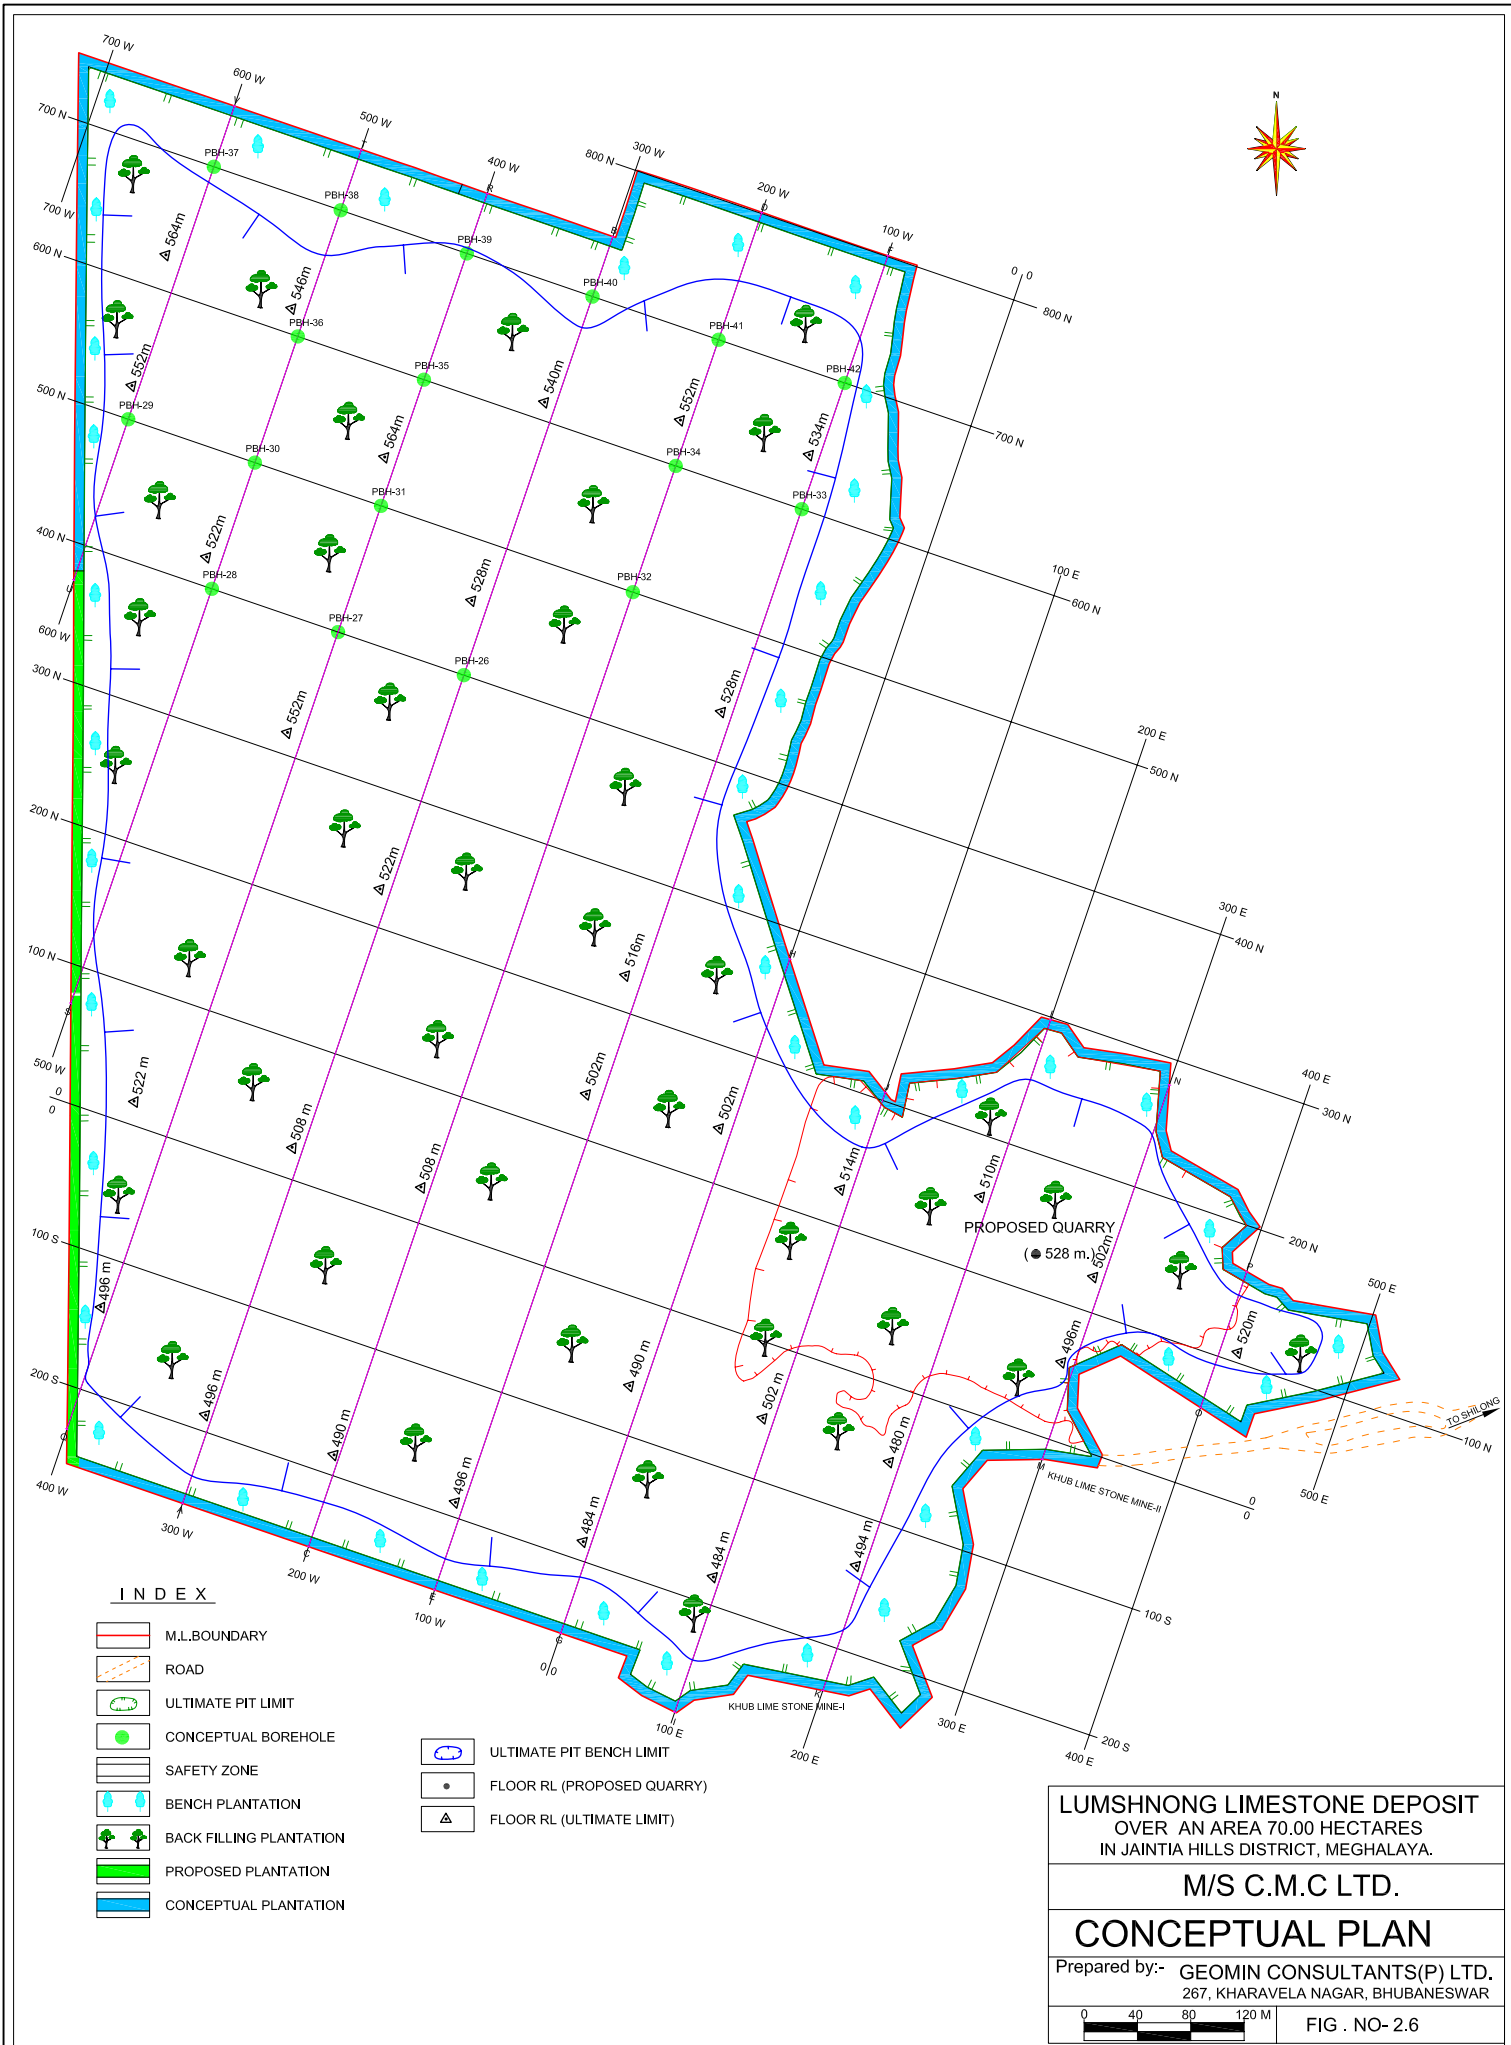 N
700 W
600 W
500 W
400 W
300 W
200 W
100 W
0
0
800 N
700 N
V
T
R
B
D
F
PBH-37
PBH-38
PBH-39
PBH-40
PBH-41
PBH-42
800 N
700 W
564m
600 N
546m
PBH-36
PBH-35
552m
540m
552m
700 N
534m
500 N
PBH-29
564m
PBH-30
PBH-34
PBH-31
PBH-33
400 N
522m
PBH-28
528m
PBH-32
100 E
600 N
U
600 W
PBH-27
300 N
PBH-26
552m
528m
200 E
500 N
200 N
522m
300 E
400 N
100 N
516m
H
S
500 W
0
0
522 m
502m
502m
L
J
N
400 E
300 N
508 m
508 m
514m
510m
PROPOSED QUARRY
( 528 m.)
502m
200 N
100 S
496 m
P
500 E
490 m
496m
520m
200 S
496 m
490 m
502 m
480 m
O
TO SHILONG
100 N
Q
400 W
M
KHUB LIME STONE MINE-II
500 E
0
0
496 m
484 m
484 m
494 m
A
300 W
C
200 W
E
100 W
G
0
0
100 S
I
100 E
KHUB LIME STONE MINE-I
K
200 E
300 E
400 E
200 S
INDEX
M.L.BOUNDARY
ROAD
ULTIMATE PIT LIMIT
CONCEPTUAL BOREHOLE
SAFETY ZONE
BENCH PLANTATION
BACK FILLING PLANTATION
PROPOSED PLANTATION
CONCEPTUAL PLANTATION
ULTIMATE PIT BENCH LIMIT
FLOOR RL (PROPOSED QUARRY)
FLOOR RL (ULTIMATE LIMIT)
LUMSHNONG LIMESTONE DEPOSIT
OVER AN AREA 70.00 HECTARES
IN JAINTIA HILLS DISTRICT, MEGHALAYA.
M/S C.M.C LTD.
CONCEPTUAL PLAN
Prepared by:- GEOMIN CONSULTANTS(P) LTD.
267, KHARAVELA NAGAR, BHUBANESWAR
0 40 80 120 M
FIG . NO- 2.6